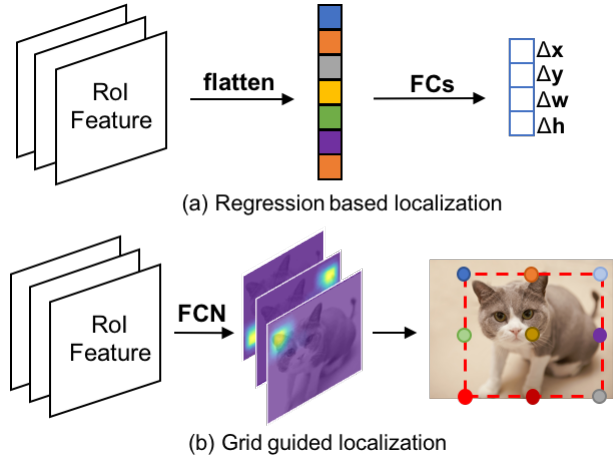 RoI
Feature
flatten
FCs
Δx
Δy
Δw
Δh
(a) Regression based localization
RoI
Feature
FCN
(b) Grid guided localization